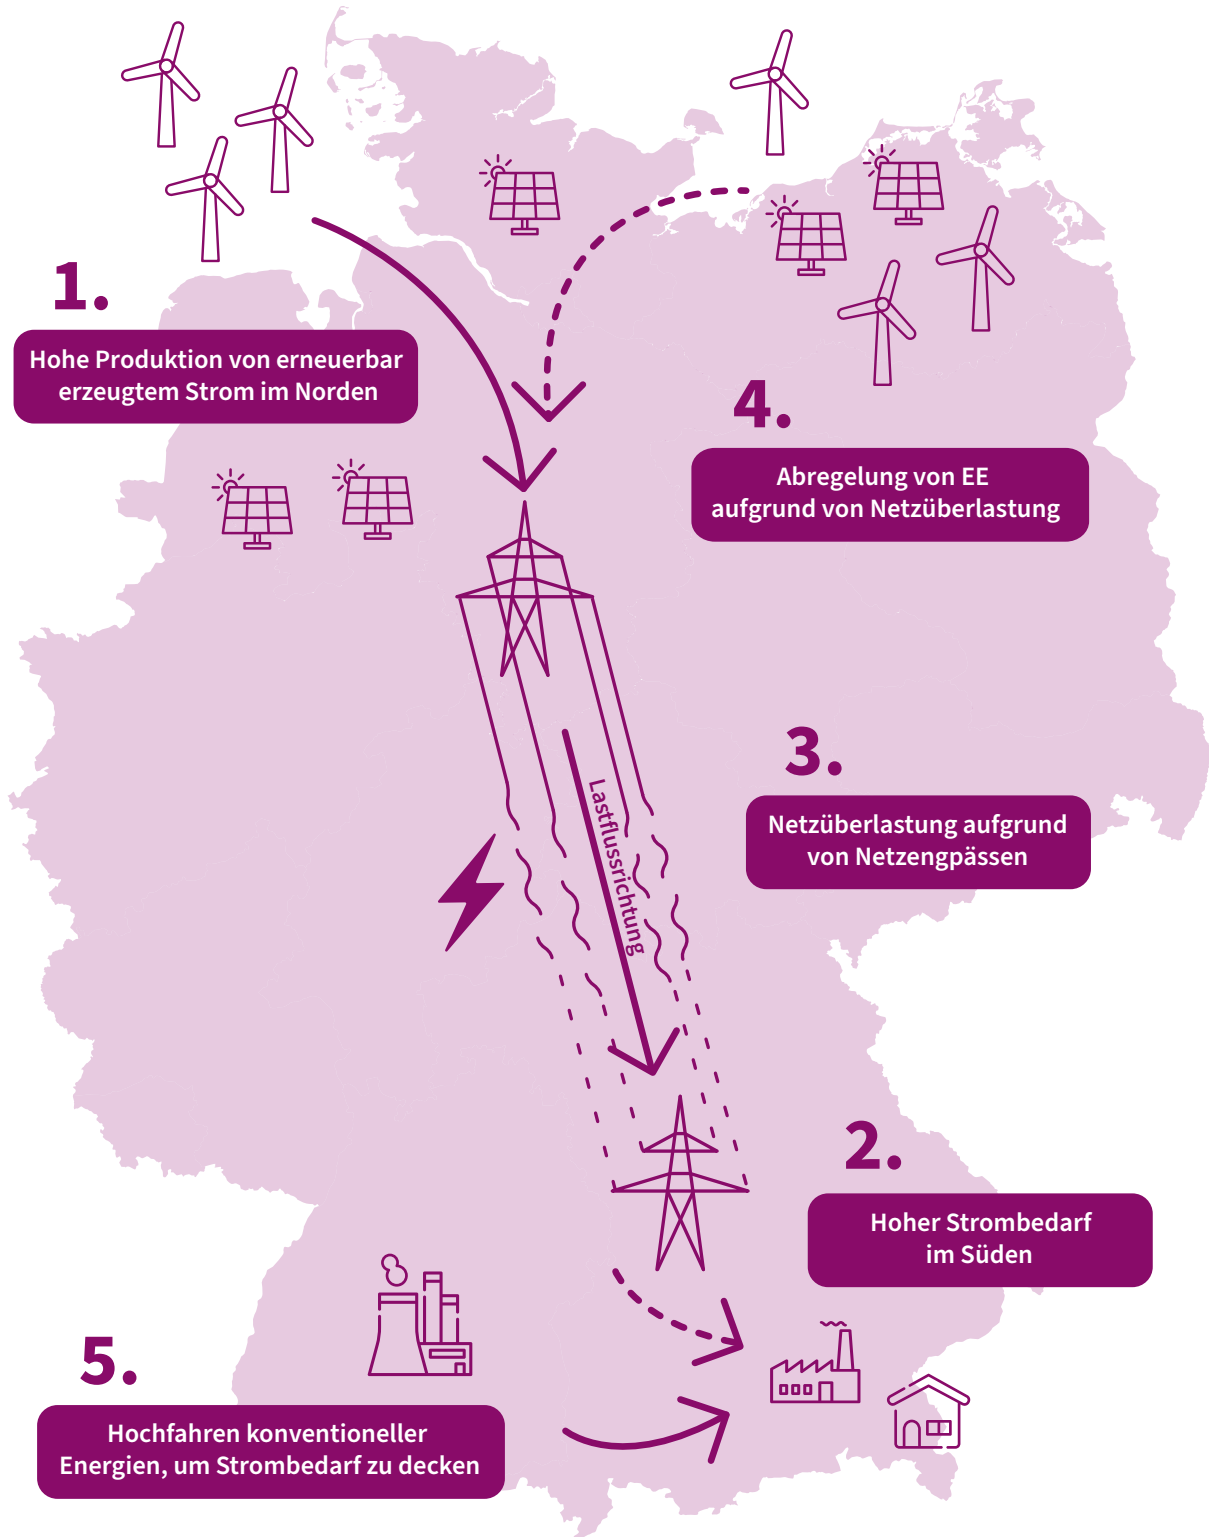 1.
Hohe Produktion von erneuerbar
erzeugtem Strom im Norden
4.
Abregelung von EE
aufgrund von Netzüberlastung
3.
Netzüberlastung aufgrund
von Netzengpässen
Lastflussrichtung
2.
Hoher Strombedarf
im Süden
5.
Hochfahren konventioneller
Energien, um Strombedarf zu decken